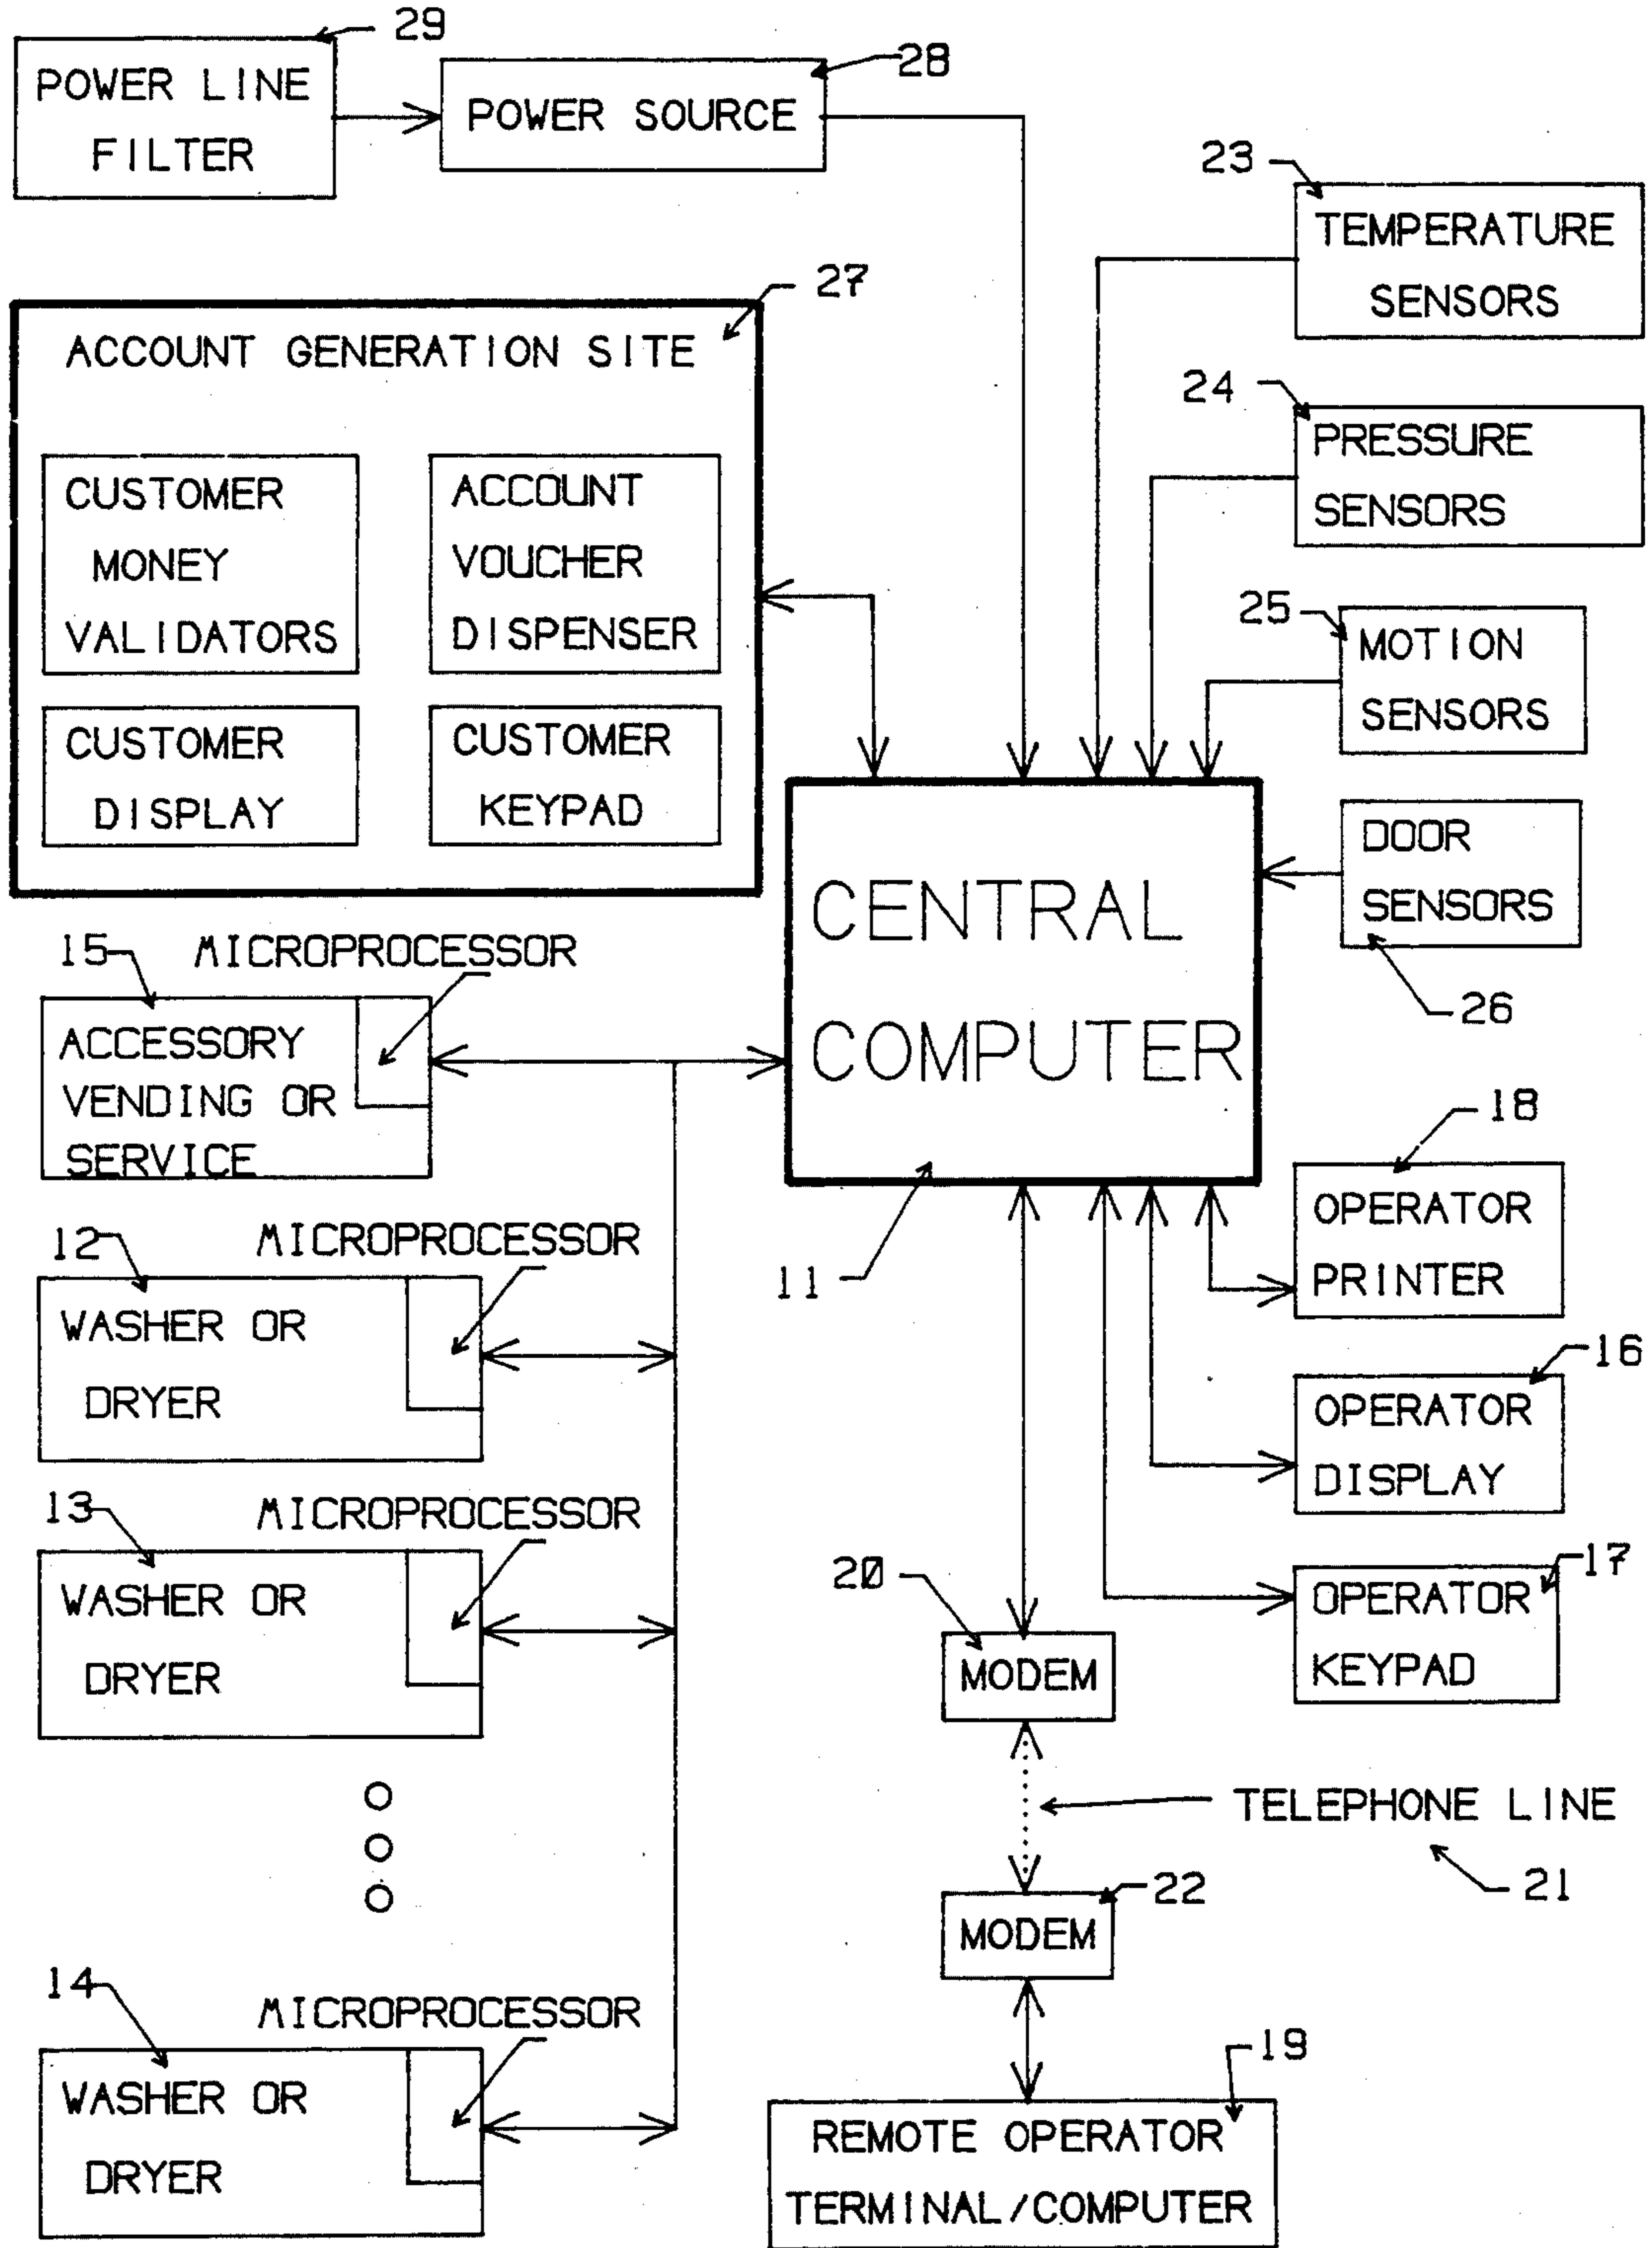 29
POWER LINE
FILTER
28
POWER SOURCE
23
TEMPERATURE
SENSORS
27
ACCOUNT GENERATION SITE
CUSTOMER
MONEY
VALIDATORS
ACCOUNT
VOUCHER
DISPENSER
CUSTOMER
DISPLAY
CUSTOMER
KEYPAD
24
PRESSURE
SENSORS
25
MOTION
SENSORS
DOOR
SENSORS
26
CENTRAL
COMPUTER
11
15
MICROPROCESSOR
ACCESSORY
VENDING OR
SERVICE
12
MICROPROCESSOR
WASHER OR
DRYER
13
MICROPROCESSOR
WASHER OR
DRYER
14
MICROPROCESSOR
WASHER OR
DRYER
18
OPERATOR
PRINTER
16
OPERATOR
DISPLAY
17
OPERATOR
KEYPAD
20
MODEM
TELEPHONE LINE
21
22
MODEM
19
REMOTE OPERATOR
TERMINAL/COMPUTER